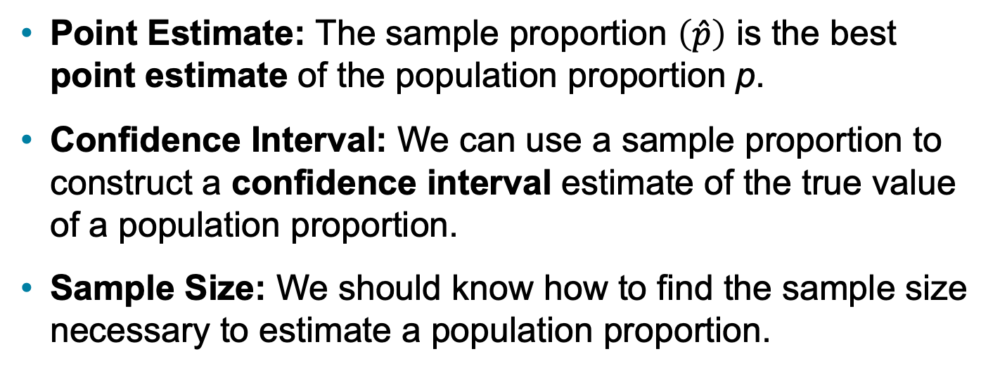 • Point Estimate: The sample proportion (p̂) is the best
point estimate of the population proportion p.
• Confidence Interval: We can use a sample proportion to
construct a confidence interval estimate of the true value
of a population proportion.
• Sample Size: We should know how to find the sample size
necessary to estimate a population proportion.